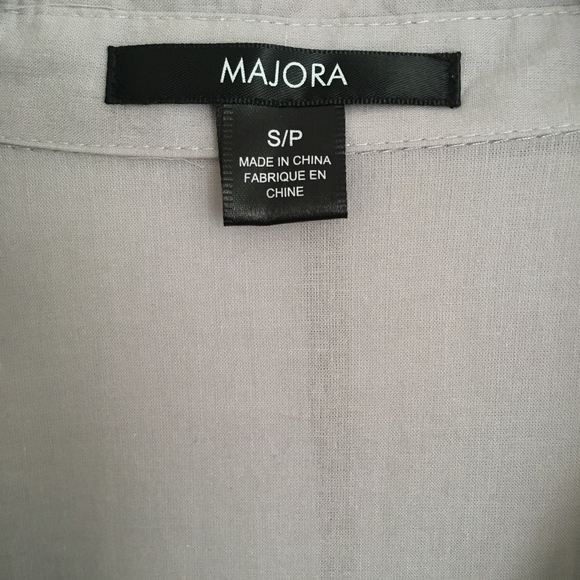 MAJORA
S/P
MADE IN CHINA
FABRIQUE EN
CHINE